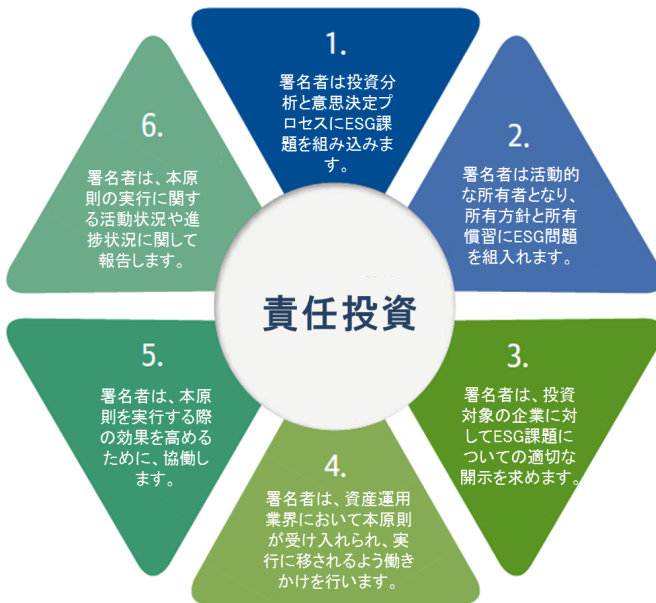 1.
署名者は投資分
析と意思決定プ
ロセスにESG課
題を組み込みま
す。
2.
署名者は活動的
な所有者となり、
所有方針と所有
慣習にESG問題
を組入れます。
3.
署名者は、投資
対象の企業に対
してESG課題に
ついての適切な
開示を求めます。
4.
署名者は、資産運用
業界において本原則
が受け入れられ、実
行に移されるよう働き
かけを行います。
5.
署名者は、本原
則を実行する際
の効果を高める
ために、協働し
ます。
6.
署名者は、本原
則の実行に関す
る活動状況や進
捗状況に関して
報告します。
責任投資